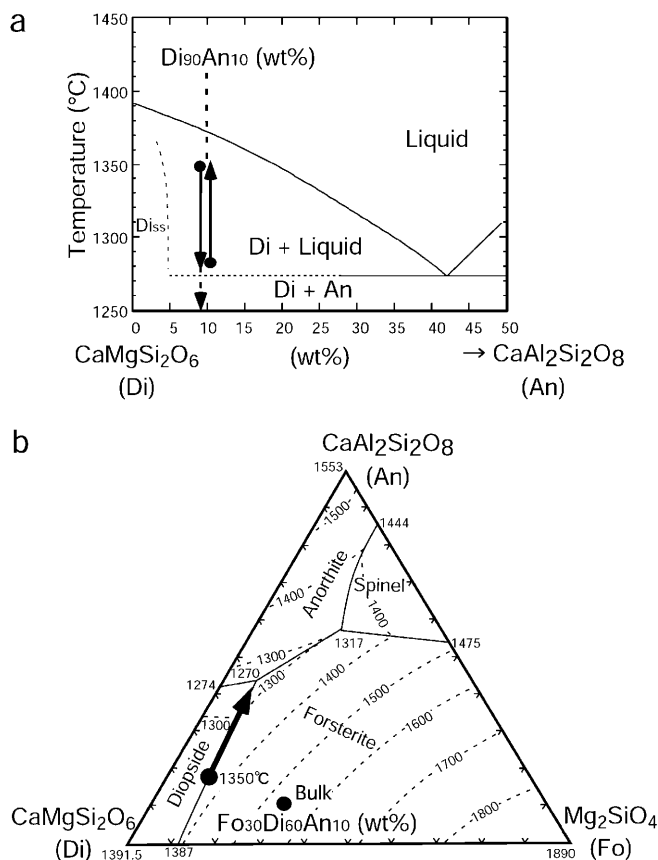 a
1450
Di90An10 (wt%)
1400
Liquid
1350
Temperature (°C)
Diss
1300
Di + Liquid
Di + An
1250
0 5 10 15 20 25 30 35 40 45 50
CaMgSi2O6 (wt%) → CaAl2Si2O8
(Di) (An)
b
CaAl2Si2O8
1553 (An)
1500
1444
Anorthite
Spinel
1400
1400
1300
1317
1475
1270
1274
1300
1400
1300
1500
Forsterite
1600
Diopside
1350℃
1700
Bulk
CaMgSi2O6 Fo30Di60An10 (wt%) 1800 Mg2SiO4
(Di) (Fo)
1391.5 1387 1890